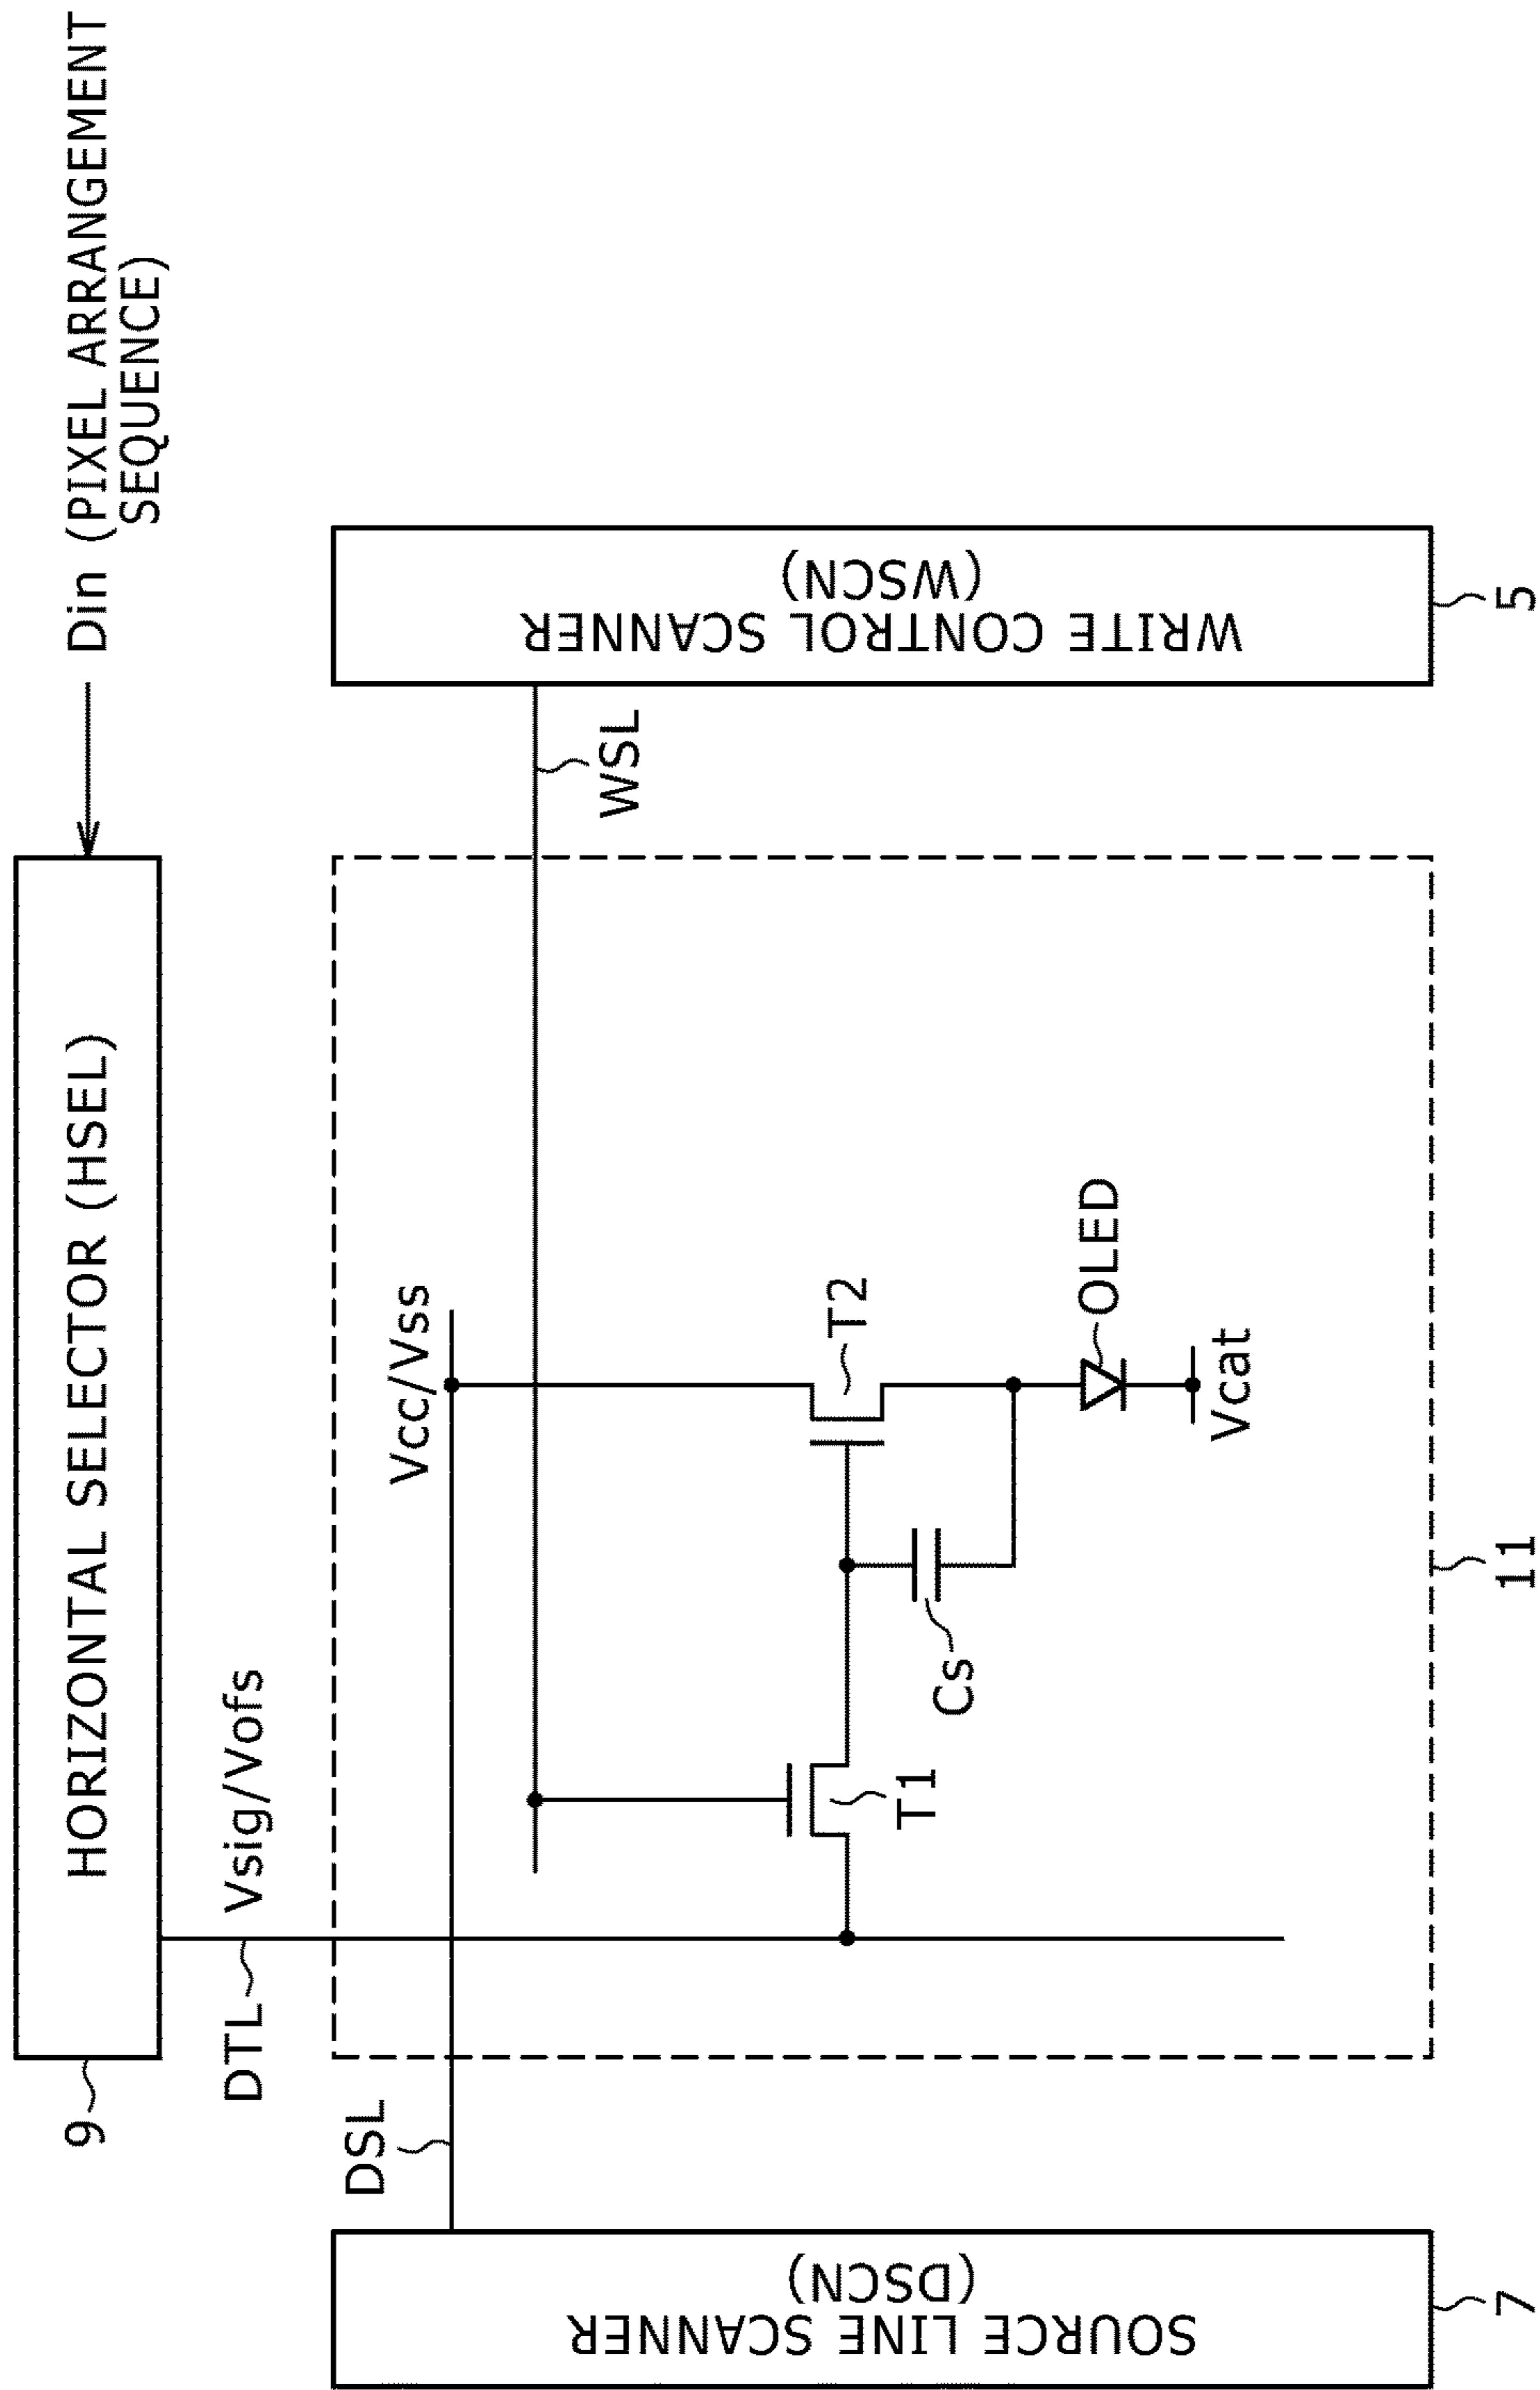 Din (PIXEL ARRANGEMENT
SEQUENCE)
9
HORIZONTAL SELECTOR (HSEL)
DTL
Vsig/Vofs
DSL
Vcc/Vss
WSL
SOURCE LINE SCANNER
(DSCN)
WRITE CONTROL SCANNER
(WSCN)
T1
T2
Cs
OLED
Vcat
7
11
5